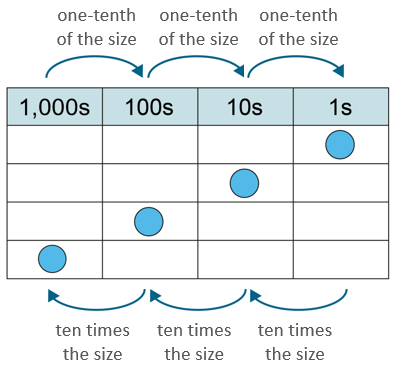 one-tenth one-tenth one-tenth
of the size of the size of the size
1,000s 100s 10s 1s
ten times ten times ten times
the size the size the size